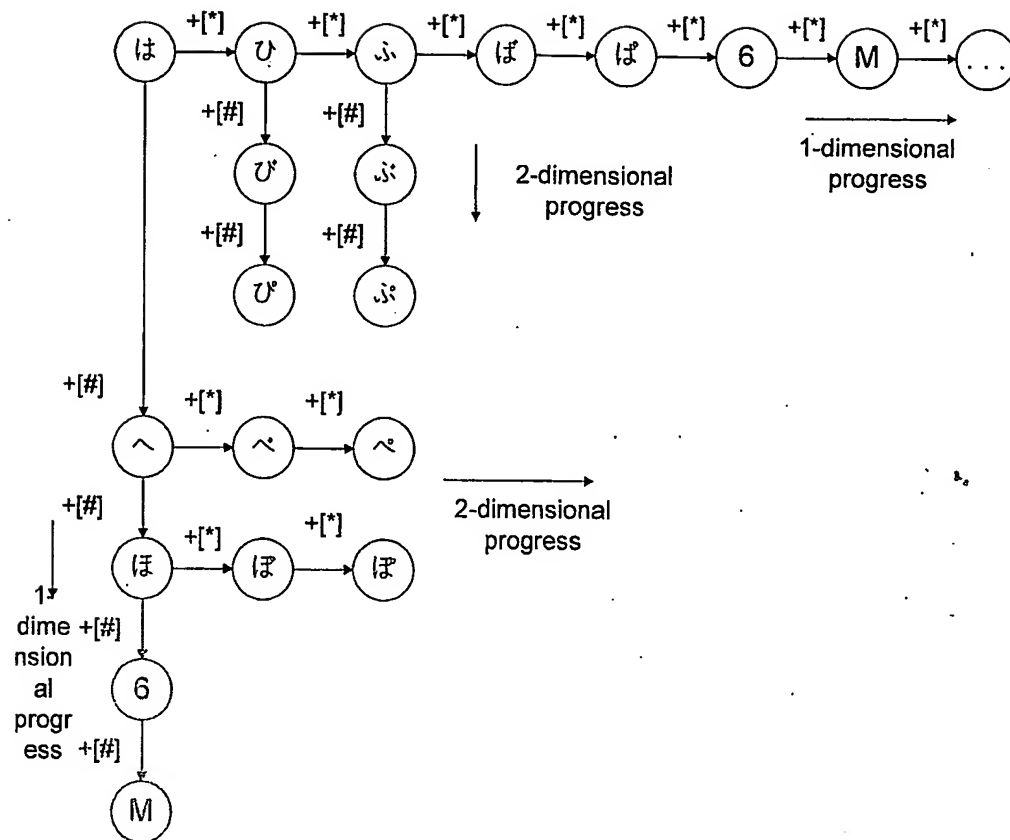 +[*] +[*] +[*] +[*] +[*] +[*] +[*]
は ひ ふ ば ぱ 6 M ...
+[#] +[#]
1-dimensional
progress
び ぶ
2-dimensional
progress
+[#] +[#]
ぴ ぷ
+[#] +[*] +[*]
へ べ ぺ
2-dimensional
progress
+[#] +[*] +[*]
ほ ぼ ぽ
1-
dime
nsion
al
progr
ess
+[#]
6
+[#]
M